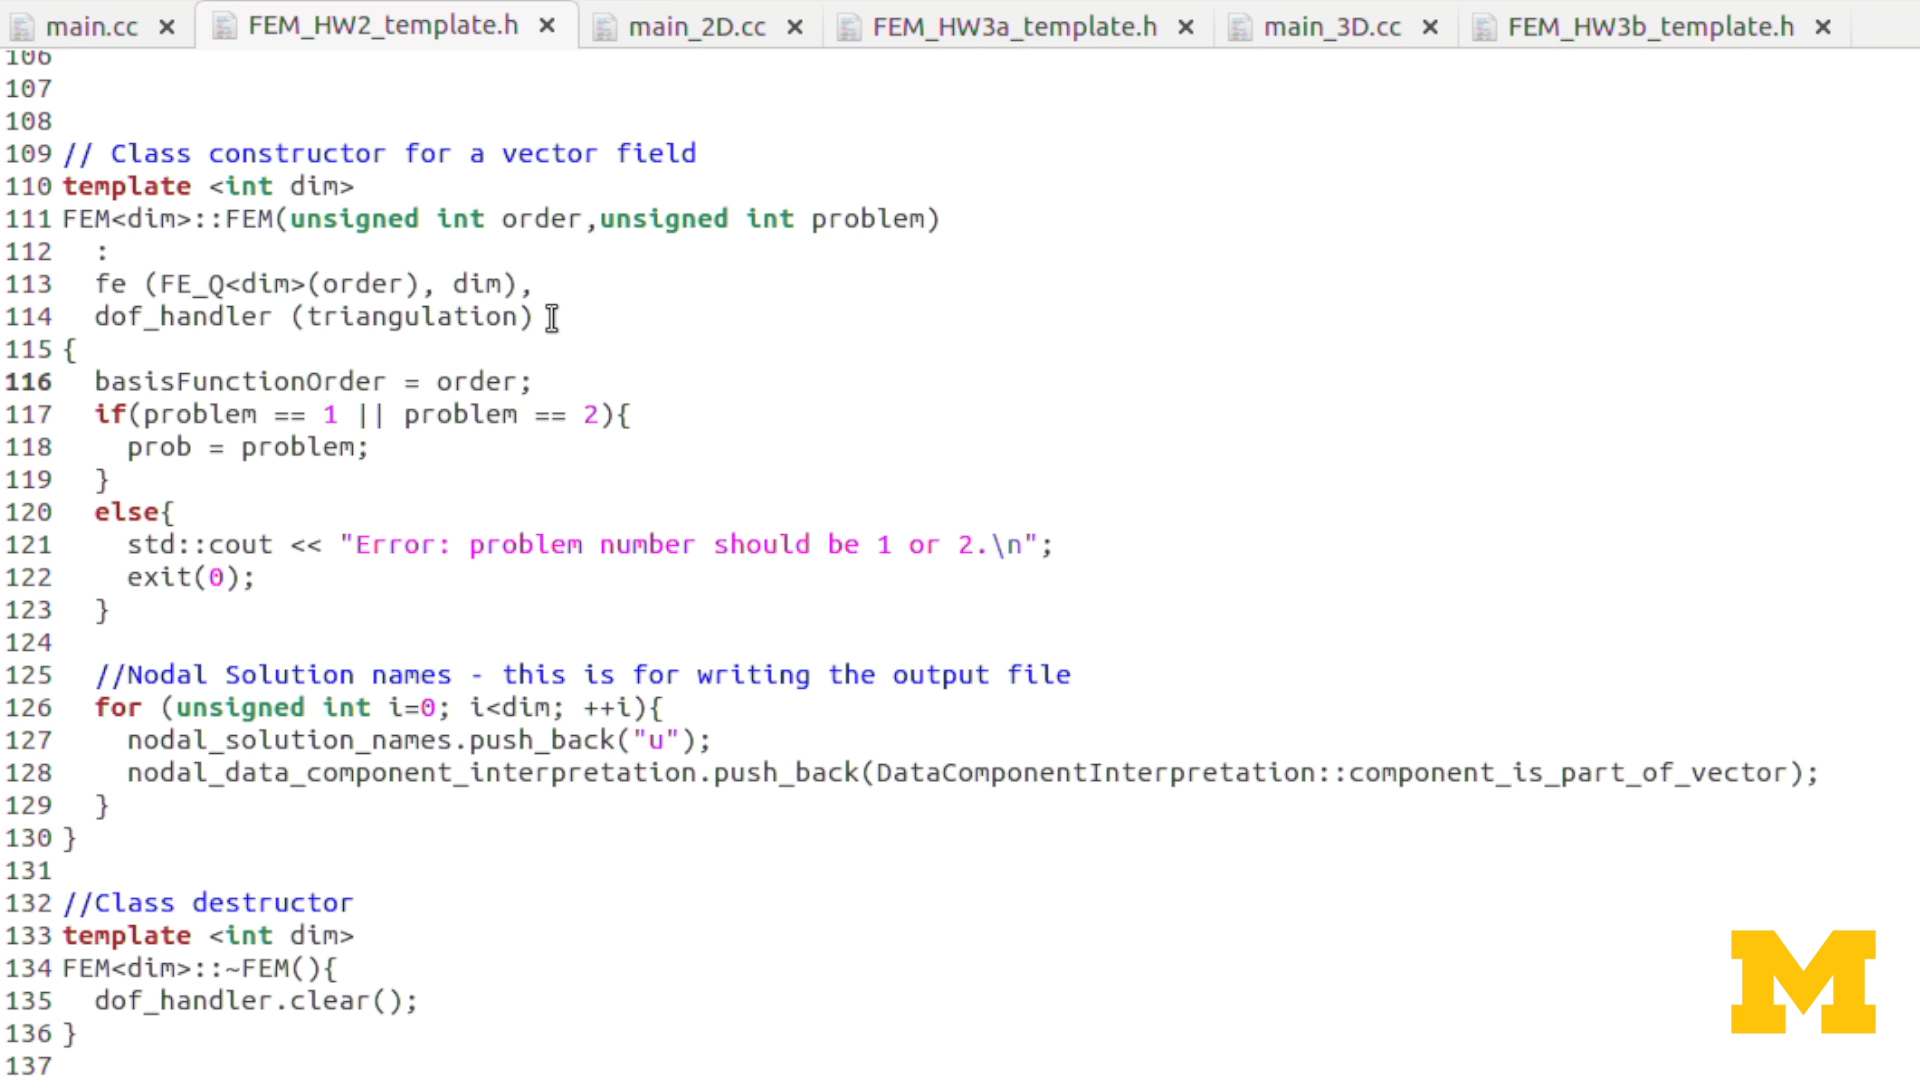 main.cc FEM_HW2_template.h main_2D.cc FEM_HW3a_template.h main_3D.cc FEM_HW3b_template.h
106
107
108
109 // Class constructor for a vector field
110 template <int dim>
111 FEM<dim>::FEM(unsigned int order,unsigned int problem)
112   :
113   fe (FE_Q<dim>(order), dim),
114   dof_handler (triangulation)
115 {
116   basisFunctionOrder = order;
117   if(problem == 1 || problem == 2){
118     prob = problem;
119   }
120   else{
121     std::cout << "Error: problem number should be 1 or 2.\n";
122     exit(0);
123   }
124
125   //Nodal Solution names - this is for writing the output file
126   for (unsigned int i=0; i<dim; ++i){
127     nodal_solution_names.push_back("u");
128     nodal_data_component_interpretation.push_back(DataComponentInterpretation::component_is_part_of_vector);
129   }
130 }
131
132 //Class destructor
133 template <int dim>
134 FEM<dim>::~FEM(){
135   dof_handler.clear();
136 }
137
M